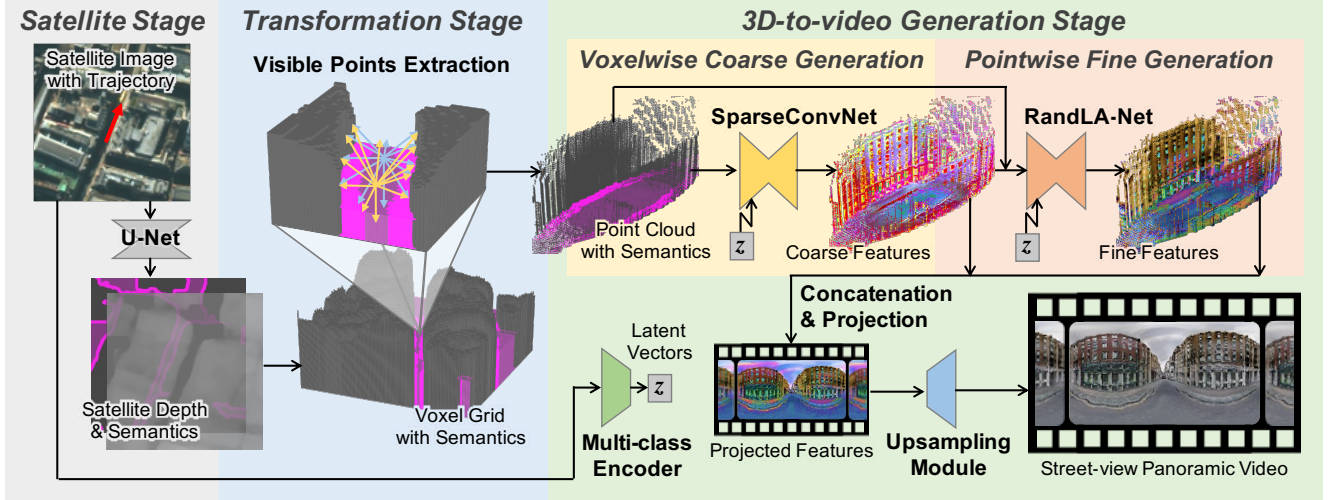 Satellite Stage
Satellite Image
with Trajectory
U-Net
Satellite Depth
& Semantics
Transformation Stage
Visible Points Extraction
Voxel Grid
with Semantics
3D-to-video Generation Stage
Voxelwise Coarse Generation
Pointwise Fine Generation
SparseConvNet
RandLA-Net
z
z
Point Cloud
with Semantics
Coarse Features
Fine Features
Concatenation
& Projection
Latent
Vectors
z
Multi-class
Encoder
Projected Features
Upsampling
Module
Street-view Panoramic Video